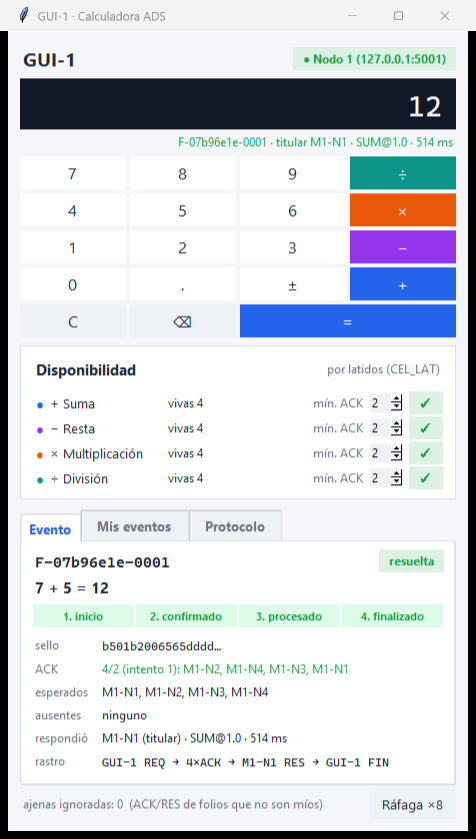 GUI-1 · Calculadora ADS
GUI-1
● Nodo 1 (127.0.0.1:5001)
12
F-07b96e1e-0001 · titular M1-N1 · SUM@1.0 · 514 ms
7 8 9 ÷
4 5 6 ×
1 2 3 −
0 . ± +
C ⌫ =
Disponibilidad por latidos (CEL_LAT)
● + Suma vivas 4 mín. ACK 2 ✓
● − Resta vivas 4 mín. ACK 2 ✓
● × Multiplicación vivas 4 mín. ACK 2 ✓
● ÷ División vivas 4 mín. ACK 2 ✓
Evento Mis eventos Protocolo
F-07b96e1e-0001 resuelta
7 + 5 = 12
1. inicio 2. confirmado 3. procesado 4. finalizado
sello b501b2006565dddd…
ACK 4/2 (intento 1): M1-N2, M1-N4, M1-N3, M1-N1
esperados M1-N1, M1-N2, M1-N3, M1-N4
ausentes ninguno
respondió M1-N1 (titular) · SUM@1.0 · 514 ms
rastro GUI-1 REQ → 4×ACK → M1-N1 RES → GUI-1 FIN
ajenas ignoradas: 0 (ACK/RES de folios que no son míos) Ráfaga ×8